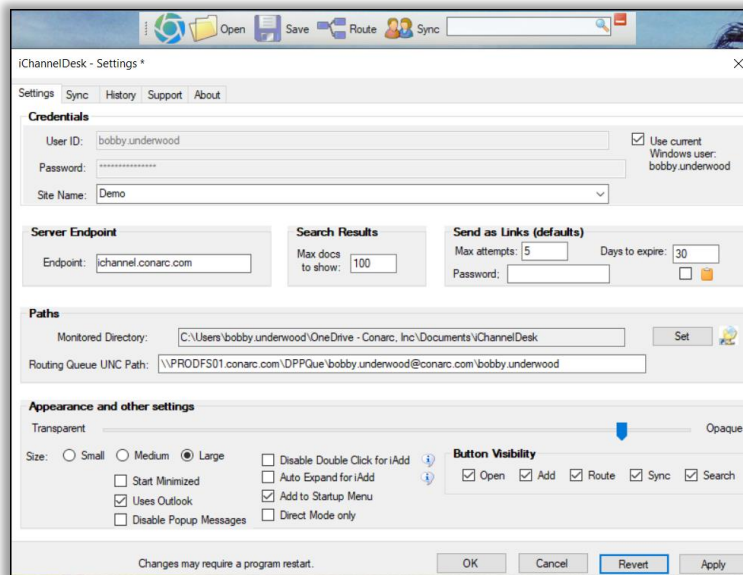 Open Save Route Sync
iChannelDesk - Settings *
Settings Sync History Support About
Credentials
User ID: bobby.underwood
Use current
Windows user:
bobby.underwood
Password: ***************
Site Name: Demo
Server Endpoint
Endpoint: ichannel.conarc.com
Search Results
Max docs
to show: 100
Send as Links (defaults)
Max attempts: 5 Days to expire: 30
Password:
Paths
Monitored Directory: C:\Users\bobby.underwood\OneDrive - Conarc, Inc\Documents\iChannelDesk Set
Routing Queue UNC Path: \\PRODFS01.conarc.com\DPPQue\bobby.underwood@conarc.com\bobby.underwood
Appearance and other settings
Transparent Opaque
Size: Small Medium Large
Start Minimized
Uses Outlook
Disable Popup Messages
Disable Double Click for iAdd
Auto Expand for iAdd
Add to Startup Menu
Direct Mode only
Button Visibility
Open Add Route Sync Search
Changes may require a program restart. OK Cancel Revert Apply